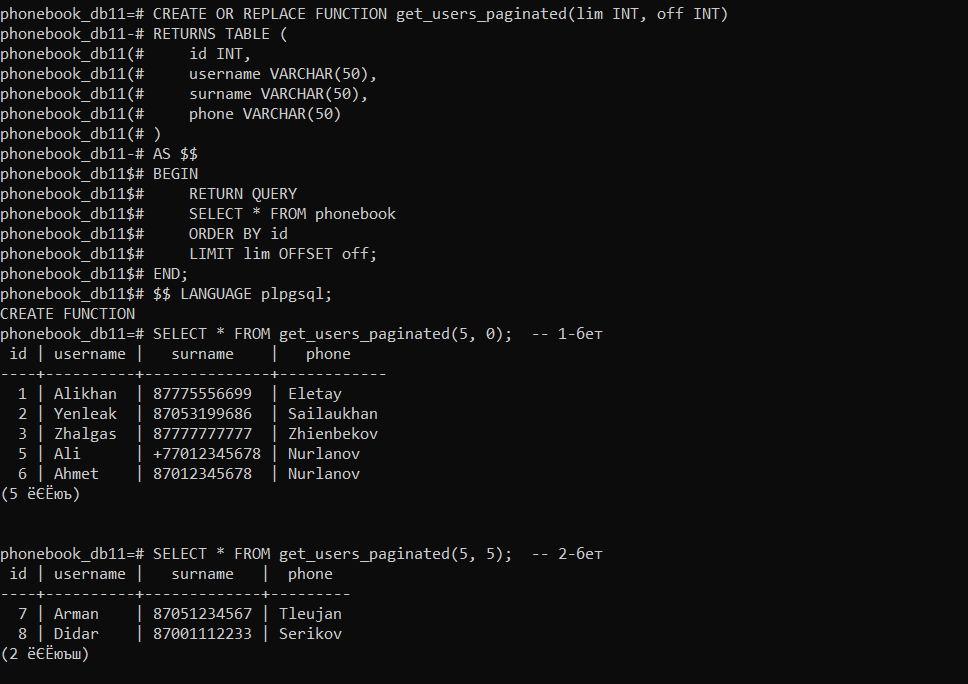 phonebook_db11=# CREATE OR REPLACE FUNCTION get_users_paginated(lim INT, off INT)
phonebook_db11-# RETURNS TABLE (
phonebook_db11(#     id INT,
phonebook_db11(#     username VARCHAR(50),
phonebook_db11(#     surname VARCHAR(50),
phonebook_db11(#     phone VARCHAR(50)
phonebook_db11(# )
phonebook_db11-# AS $$
phonebook_db11$# BEGIN
phonebook_db11$#     RETURN QUERY
phonebook_db11$#     SELECT * FROM phonebook
phonebook_db11$#     ORDER BY id
phonebook_db11$#     LIMIT lim OFFSET off;
phonebook_db11$# END;
phonebook_db11$# $$ LANGUAGE plpgsql;
CREATE FUNCTION
phonebook_db11=# SELECT * FROM get_users_paginated(5, 0);  -- 1-бет
 id | username |   surname    |   phone
----+----------+--------------+------------
  1 | Alikhan  | 87775556699  | Eletay
  2 | Yenleak  | 87053199686  | Sailaukhan
  3 | Zhalgas  | 87777777777  | Zhienbekov
  5 | Ali      | +77012345678 | Nurlanov
  6 | Ahmet    | 87012345678  | Nurlanov
(5 ёЄЁюъ)
phonebook_db11=# SELECT * FROM get_users_paginated(5, 5);  -- 2-бет
 id | username |   surname   |  phone
----+----------+-------------+---------
  7 | Arman    | 87051234567 | Tleujan
  8 | Didar    | 87001112233 | Serikov
(2 ёЄЁюъш)